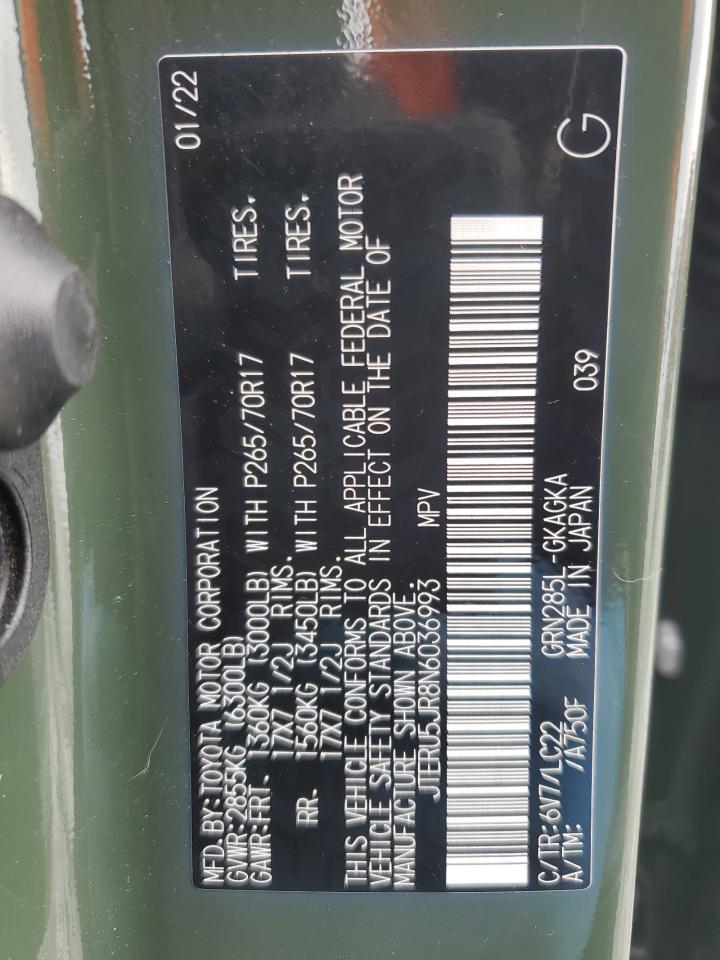 MFD. BY: TOYOTA MOTOR CORPORATION 01/22
GVWR: 2855KG (6300LB)
GAWR: FRT. 1360KG (3000LB) WITH P265/70R17 TIRES.
17X7 1/2J RIMS.
RR. 1560KG (3450LB) WITH P265/70R17 TIRES.
17X7 1/2J RIMS.
THIS VEHICLE CONFORMS TO ALL APPLICABLE FEDERAL MOTOR
VEHICLE SAFETY STANDARDS IN EFFECT ON THE DATE OF
MANUFACTURE SHOWN ABOVE.
JTERU5JR8N6036993 MPV
C/TR: 6V7/LC22 GRN285L-GKAGKA
A/TM: /A750F MADE IN JAPAN 039 G